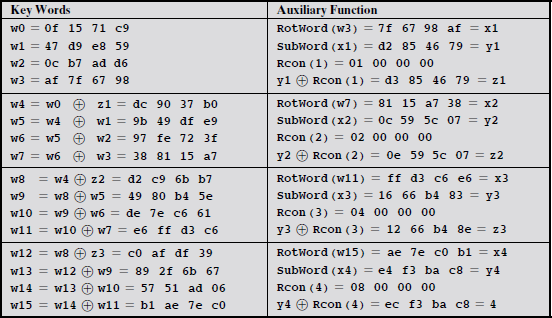 Key Words Auxiliary Function
w0 = 0f 15 71 c9 RotWord (w3) = 7f 67 98 af = x1
w1 = 47 d9 e8 59 SubWord (x1) = d2 85 46 79 = y1
w2 = 0c b7 ad d6 Rcon (1) = 01 00 00 00
w3 = af 7f 67 98 y1 ⊕ Rcon (1) = d3 85 46 79 = z1
w4 = w0 ⊕ z1 = dc 90 37 b0 RotWord (w7) = 81 15 a7 38 = x2
w5 = w4 ⊕ w1 = 9b 49 df e9 SubWord (x2) = 0c 59 5c 07 = y2
w6 = w5 ⊕ w2 = 97 fe 72 3f Rcon (2) = 02 00 00 00
w7 = w6 ⊕ w3 = 38 81 15 a7 y2 ⊕ Rcon (2) = 0e 59 5c 07 = z2
w8 = w4 ⊕ z2 = d2 c9 6b b7 RotWord (w11) = ff d3 c6 e6 = x3
w9 = w8 ⊕ w5 = 49 80 b4 5e SubWord (x3) = 16 66 b4 83 = y3
w10 = w9 ⊕ w6 = de 7e c6 61 Rcon (3) = 04 00 00 00
w11 = w10 ⊕ w7 = e6 ff d3 c6 y3 ⊕ Rcon (3) = 12 66 b4 8e = z3
w12 = w8 ⊕ z3 = c0 af df 39 RotWord (w15) = ae 7e c0 b1 = x4
w13 = w12 ⊕ w9 = 89 2f 6b 67 SubWord (x4) = e4 f3 ba c8 = y4
w14 = w13 ⊕ w10 = 57 51 ad 06 Rcon (4) = 08 00 00 00
w15 = w14 ⊕ w11 = b1 ae 7e c0 y4 ⊕ Rcon (4) = ec f3 ba c8 = 4